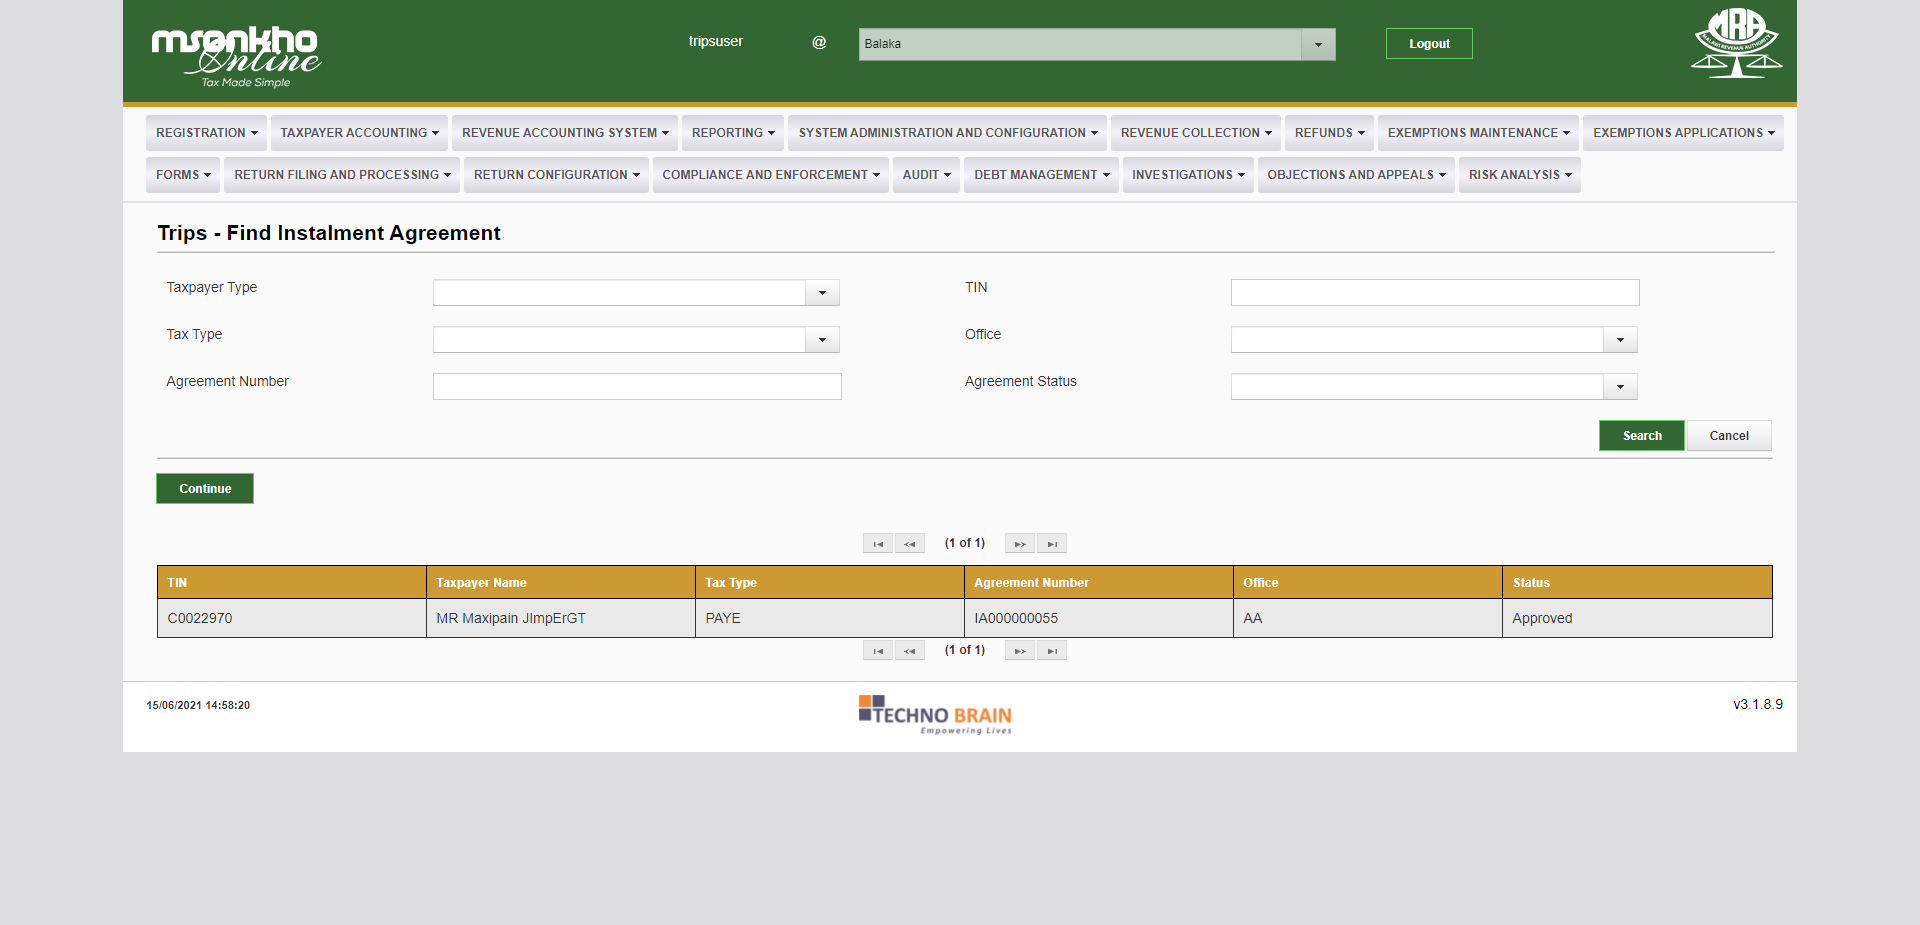 msonkho
Online
Tax Made Simple
tripsuser @ Balaka Logout
MRA
MALAWI REVENUE AUTHORITY
REGISTRATION TAXPAYER ACCOUNTING REVENUE ACCOUNTING SYSTEM REPORTING SYSTEM ADMINISTRATION AND CONFIGURATION REVENUE COLLECTION REFUNDS EXEMPTIONS MAINTENANCE EXEMPTIONS APPLICATIONS
FORMS RETURN FILING AND PROCESSING RETURN CONFIGURATION COMPLIANCE AND ENFORCEMENT AUDIT DEBT MANAGEMENT INVESTIGATIONS OBJECTIONS AND APPEALS RISK ANALYSIS
Trips - Find Instalment Agreement
Taxpayer Type TIN
Tax Type Office
Agreement Number Agreement Status
Search Cancel
Continue
(1 of 1)
TIN Taxpayer Name Tax Type Agreement Number Office Status
C0022970 MR Maxipain JImpErGT PAYE IA000000055 AA Approved
(1 of 1)
15/06/2021 14:58:20 TECHNO BRAIN v3.1.8.9
Empowering Lives